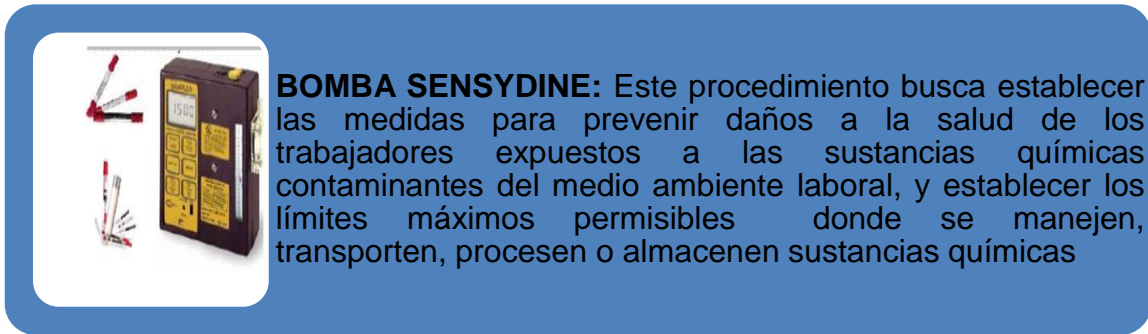 BOMBA SENSYDINE: Este procedimiento busca establecer
las medidas para prevenir daños a la salud de los
trabajadores expuestos a las sustancias químicas
contaminantes del medio ambiente laboral, y establecer los
límites máximos permisibles donde se manejen,
transporten, procesen o almacenen sustancias químicas
1500